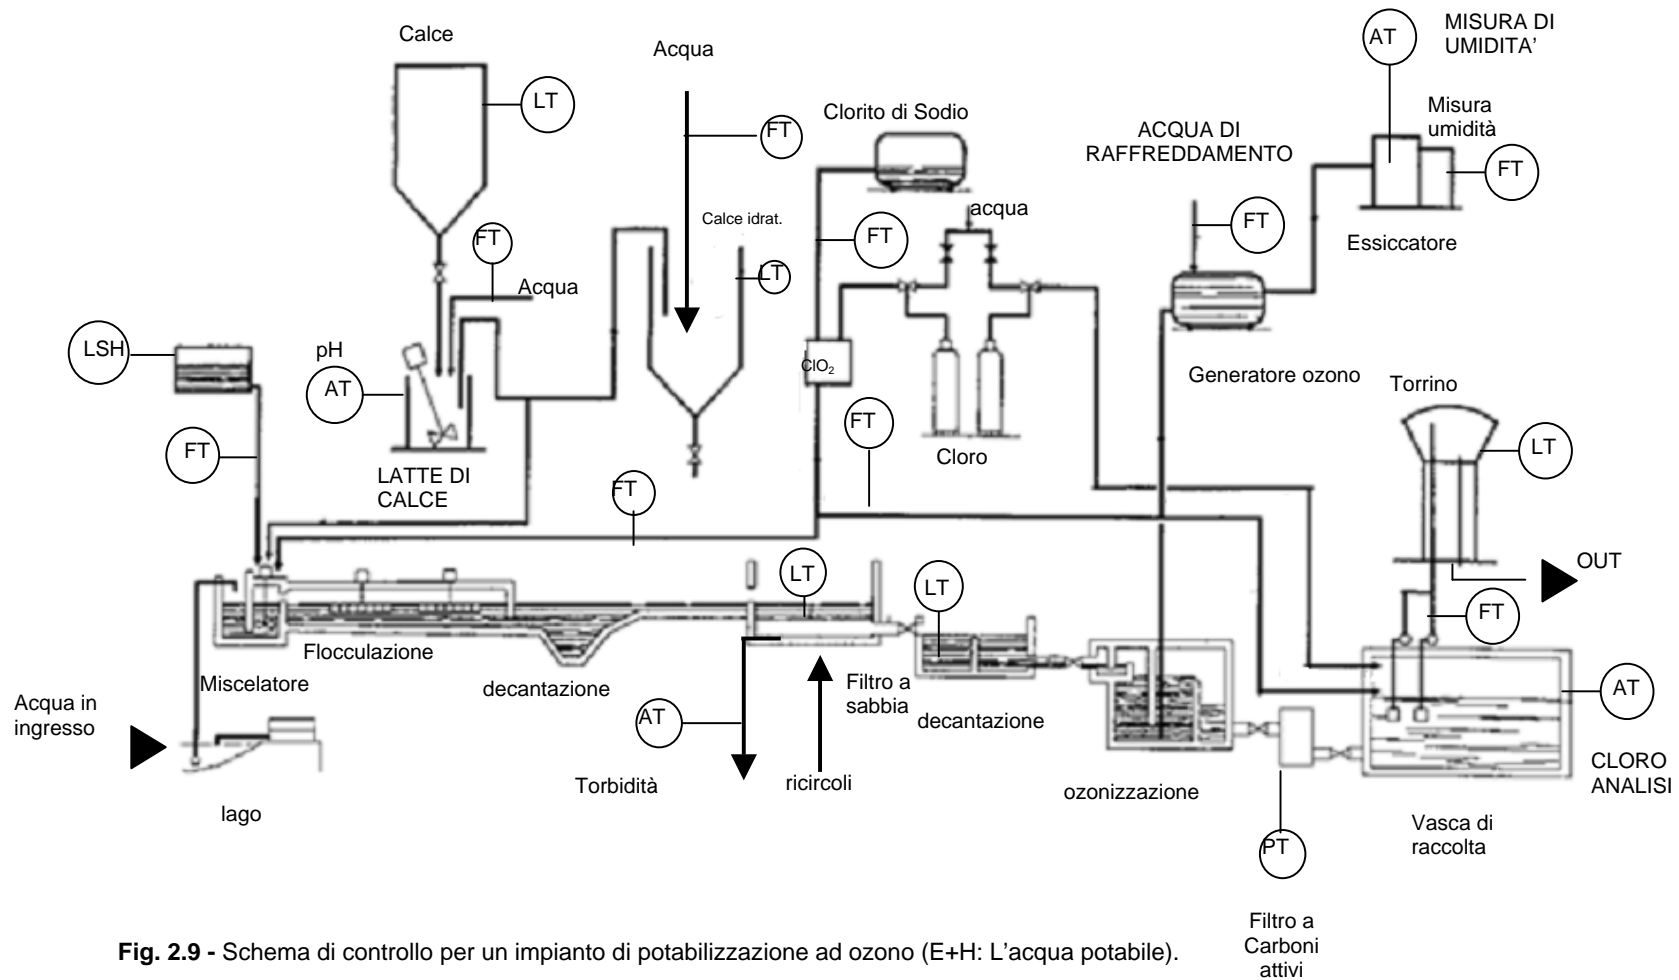 Calce
Acqua
AT
MISURA DI
UMIDITA'
LT
FT
Clorito di Sodio
ACQUA DI
RAFFREDDAMENTO
Misura
umidità
FT
Calce idrat.
acqua
FT
FT
Essiccatore
FT
Acqua
LT
LSH
pH
AT
ClO2
Generatore ozono
Torrino
FT
FT
Cloro
LT
LATTE DI
CALCE
FT
OUT
LT
LT
FT
Flocculazione
Miscelatore
decantazione
Filtro a
sabbia
decantazione
AT
Acqua in
ingresso
AT
Torbidità
ricircoli
ozonizzazione
CLORO
ANALISI
lago
Vasca di
raccolta
PT
Filtro a
Carboni
attivi
Fig. 2.9 - Schema di controllo per un impianto di potabilizzazione ad ozono (E+H: L'acqua potabile).